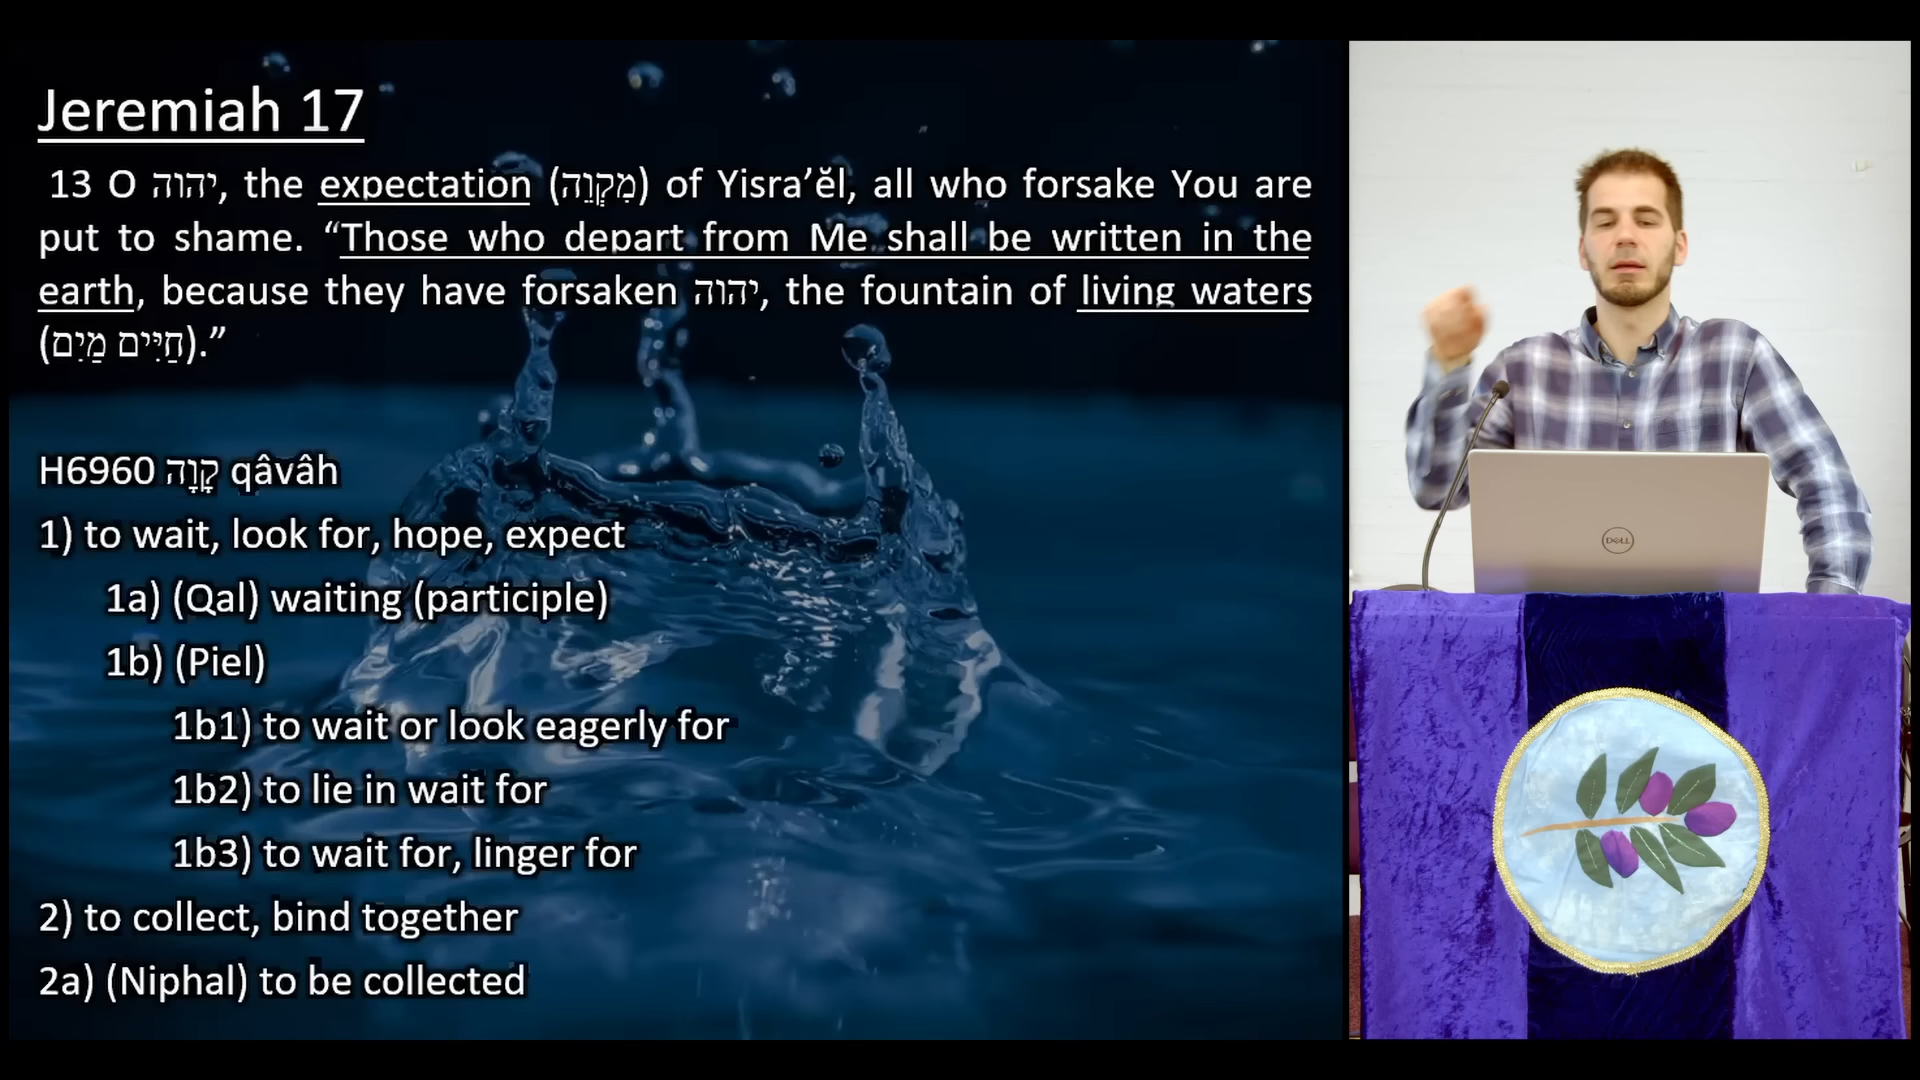 Jeremiah 17
13 O יהוה, the expectation (מִקְוֵה) of Yisra’ĕl, all who forsake You are
put to shame. “Those who depart from Me shall be written in the
earth, because they have forsaken יהוה, the fountain of living waters
(חַיִּים מַיִם).”
H6960 קָוָה qâvâh
1) to wait, look for, hope, expect
1a) (Qal) waiting (participle)
1b) (Piel)
1b1) to wait or look eagerly for
1b2) to lie in wait for
1b3) to wait for, linger for
2) to collect, bind together
2a) (Niphal) to be collected
DELL